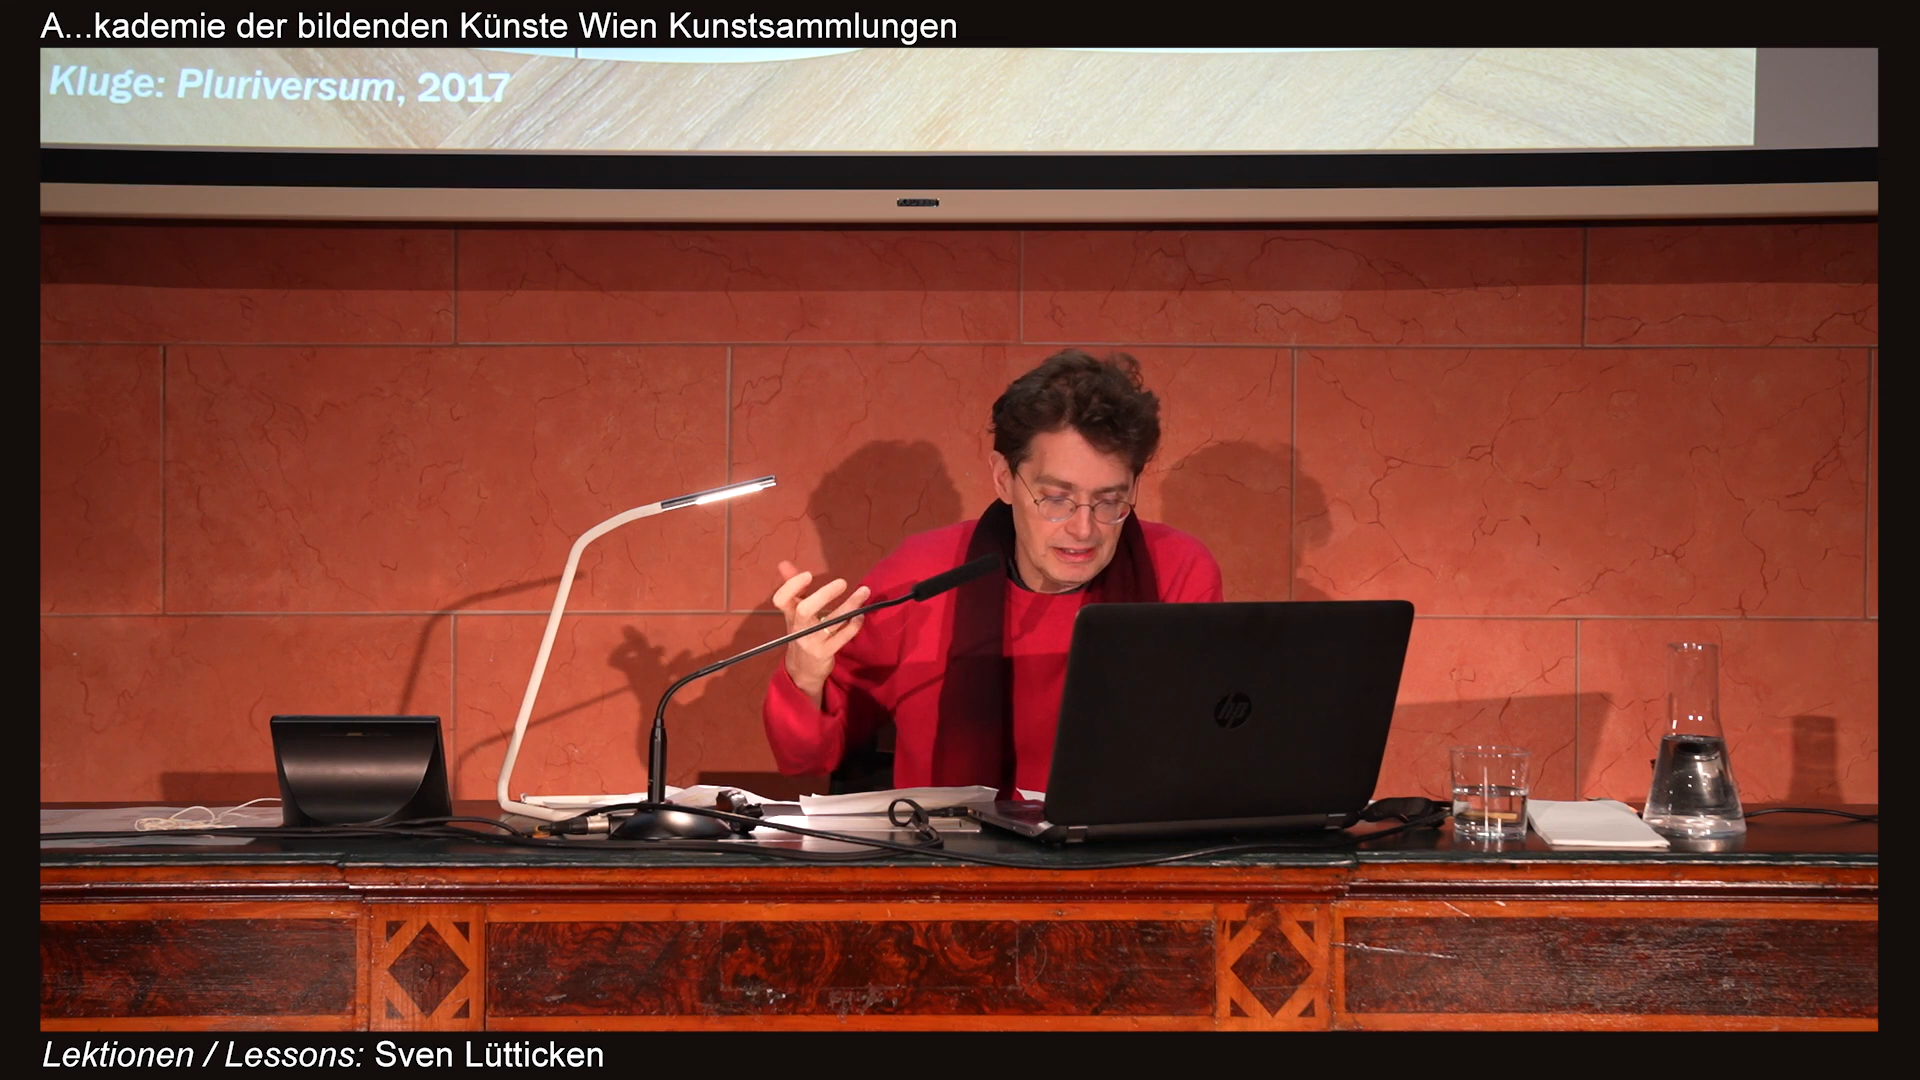 A...kademie der bildenden Künste Wien Kunstsammlungen
Kluge: Pluriversum, 2017
hp
Lektionen / Lessons: Sven Lütticken